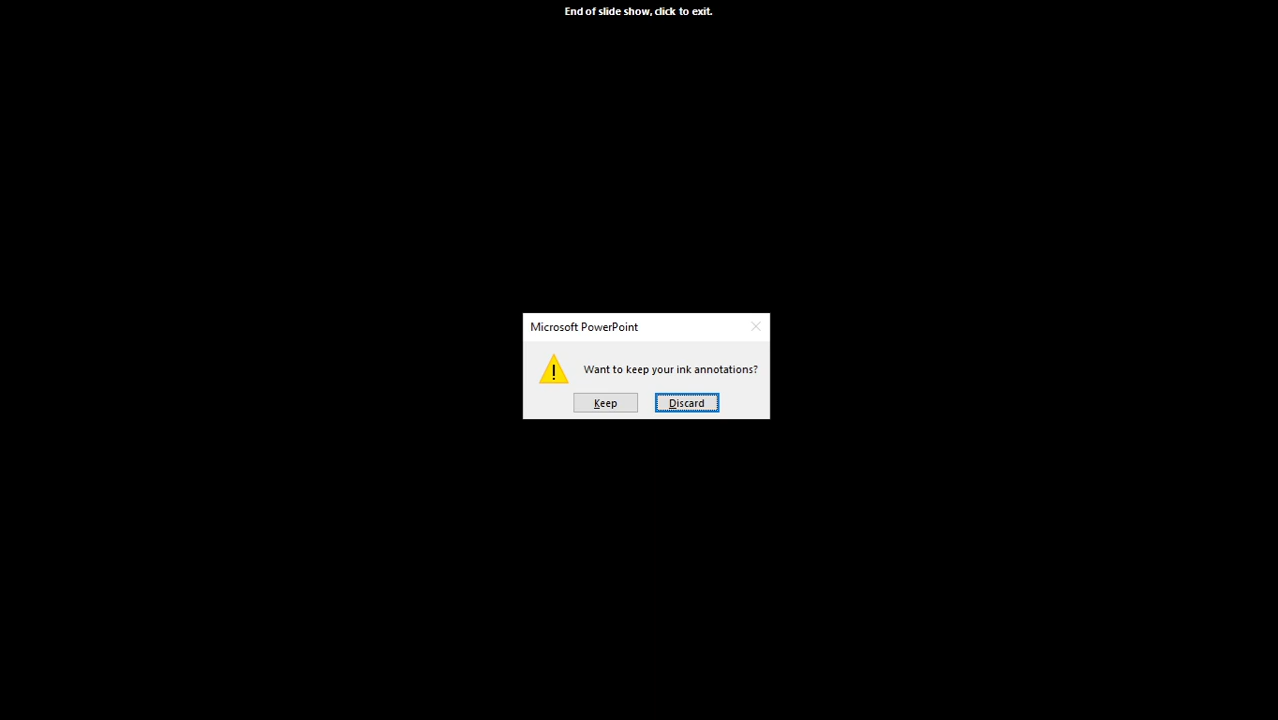 End of slide show, click to exit.
Microsoft PowerPoint
Want to keep your ink annotations?
Keep Discard